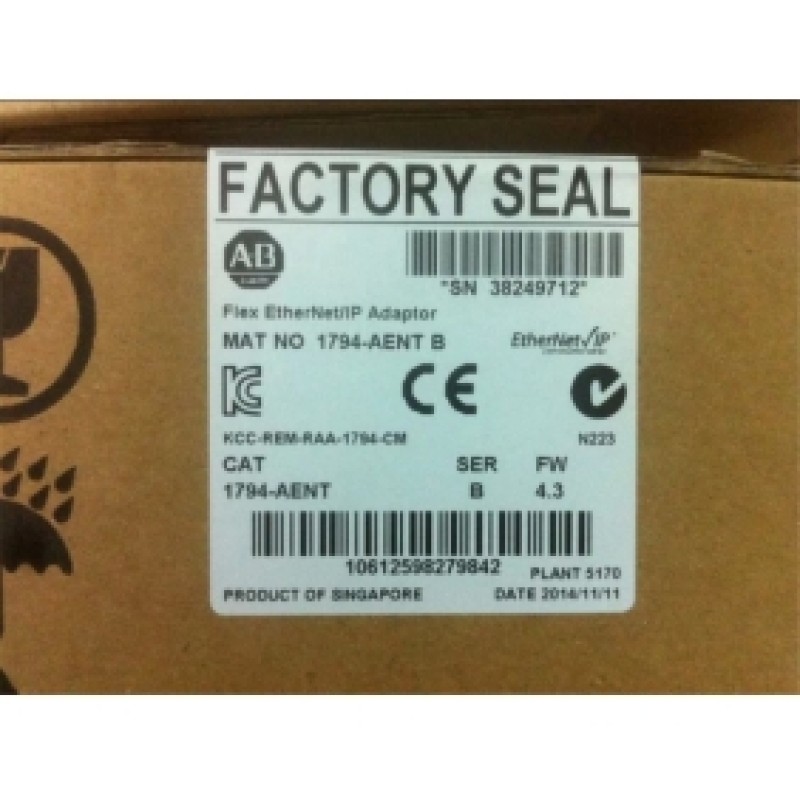 FACTORY SEAL
AB
"SN 38249712"
Flex EtherNet/IP Adaptor
MAT NO 1794-AENT B
EtherNet/IP
CE
KCC-REM-RAA-1794-CM
N223
CAT SER FW
1794-AENT B 4.3
10612598279842
PLANT 5170
PRODUCT OF SINGAPORE
DATE 2014/11/11